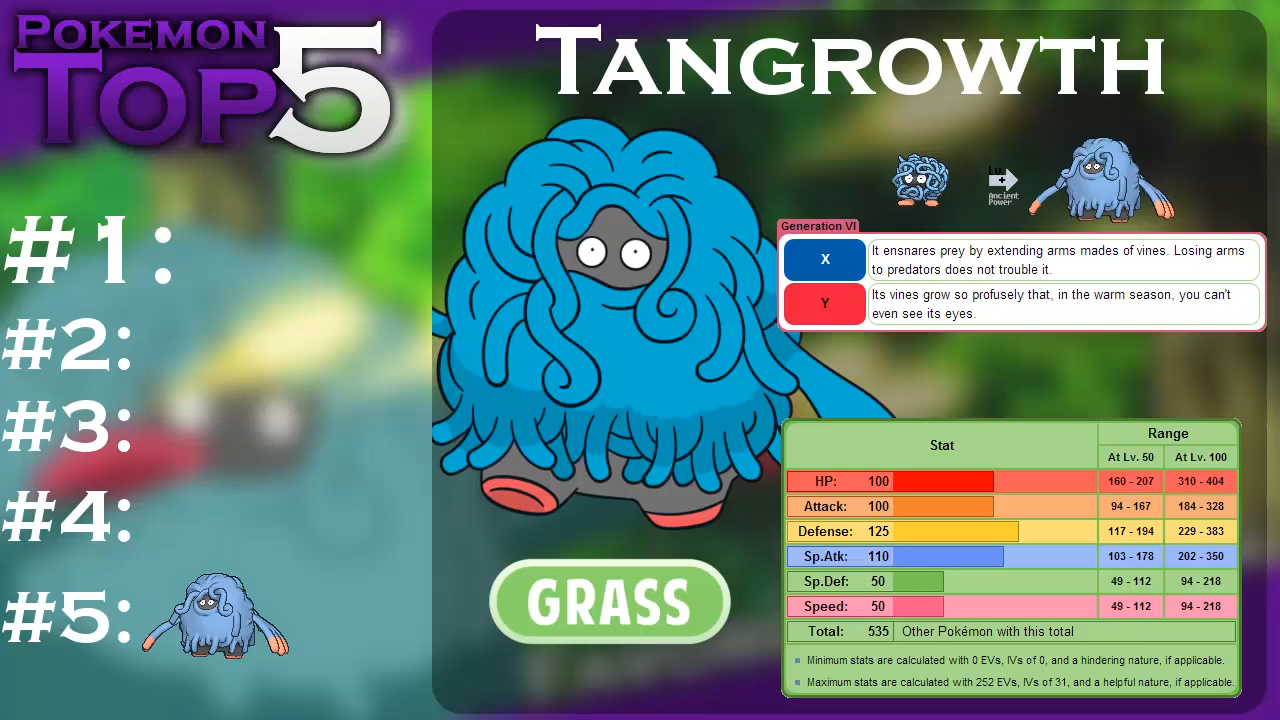 POKEMON
TOP 5
#1:
#2:
#3:
#4:
#5:
TANGROWTH
Lv.
+
Ancient
Power
Generation VI
X
It ensnares prey by extending arms mades of vines. Losing arms
to predators does not trouble it.
Y
Its vines grow so profusely that, in the warm season, you can't
even see its eyes.
GRASS
Stat Range
At Lv. 50 At Lv. 100
HP: 100 160 - 207 310 - 404
Attack: 100 94 - 167 184 - 328
Defense: 125 117 - 194 229 - 383
Sp.Atk: 110 103 - 178 202 - 350
Sp.Def: 50 49 - 112 94 - 218
Speed: 50 49 - 112 94 - 218
Total: 535 Other Pokémon with this total
Minimum stats are calculated with 0 EVs, IVs of 0, and a hindering nature, if applicable.
Maximum stats are calculated with 252 EVs, IVs of 31, and a helpful nature, if applicable.